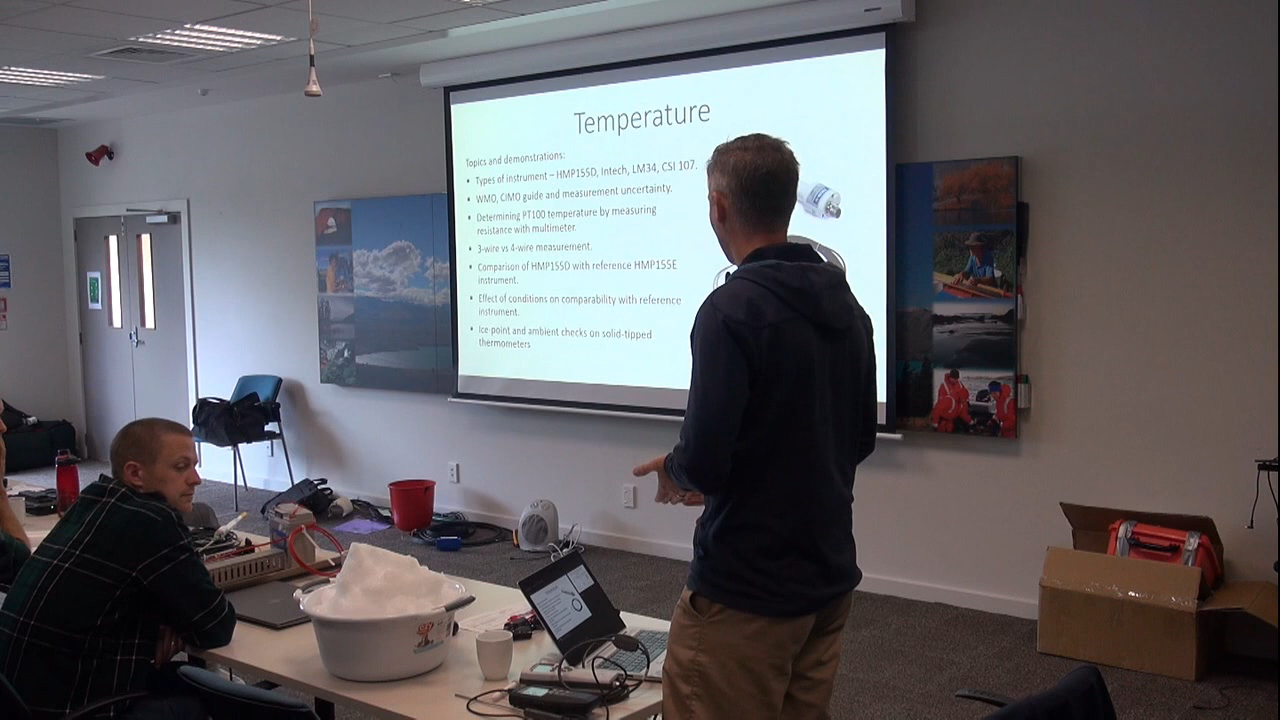 Temperature
Topics and demonstrations:
• Types of instrument – HMP155D, Intech, LM34, CSI 107.
• WMO, CIMO guide and measurement uncertainty.
• Determining PT100 temperature by measuring
resistance with multimeter.
• 3-wire vs 4-wire measurement.
• Comparison of HMP155D with reference HMP155E
instrument.
• Effect of conditions on comparability with reference
instrument.
• Ice-point and ambient checks on solid-tipped
thermometers